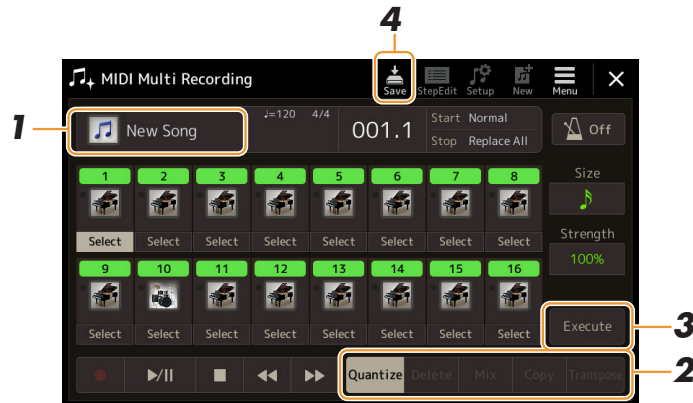 4
MIDI Multi Recording
Save StepEdit Setup New Menu
1
New Song
♩=120 4/4
001.1
Start Normal
Stop Replace All
Off
1 2 3 4 5 6 7 8
Size
Select Select Select Select Select Select Select Select
Strength
100%
9 10 11 12 13 14 15 16
Select Select Select Select Select Select Select Select
Execute
3
Quantize Delete Mix Copy Transpose
2